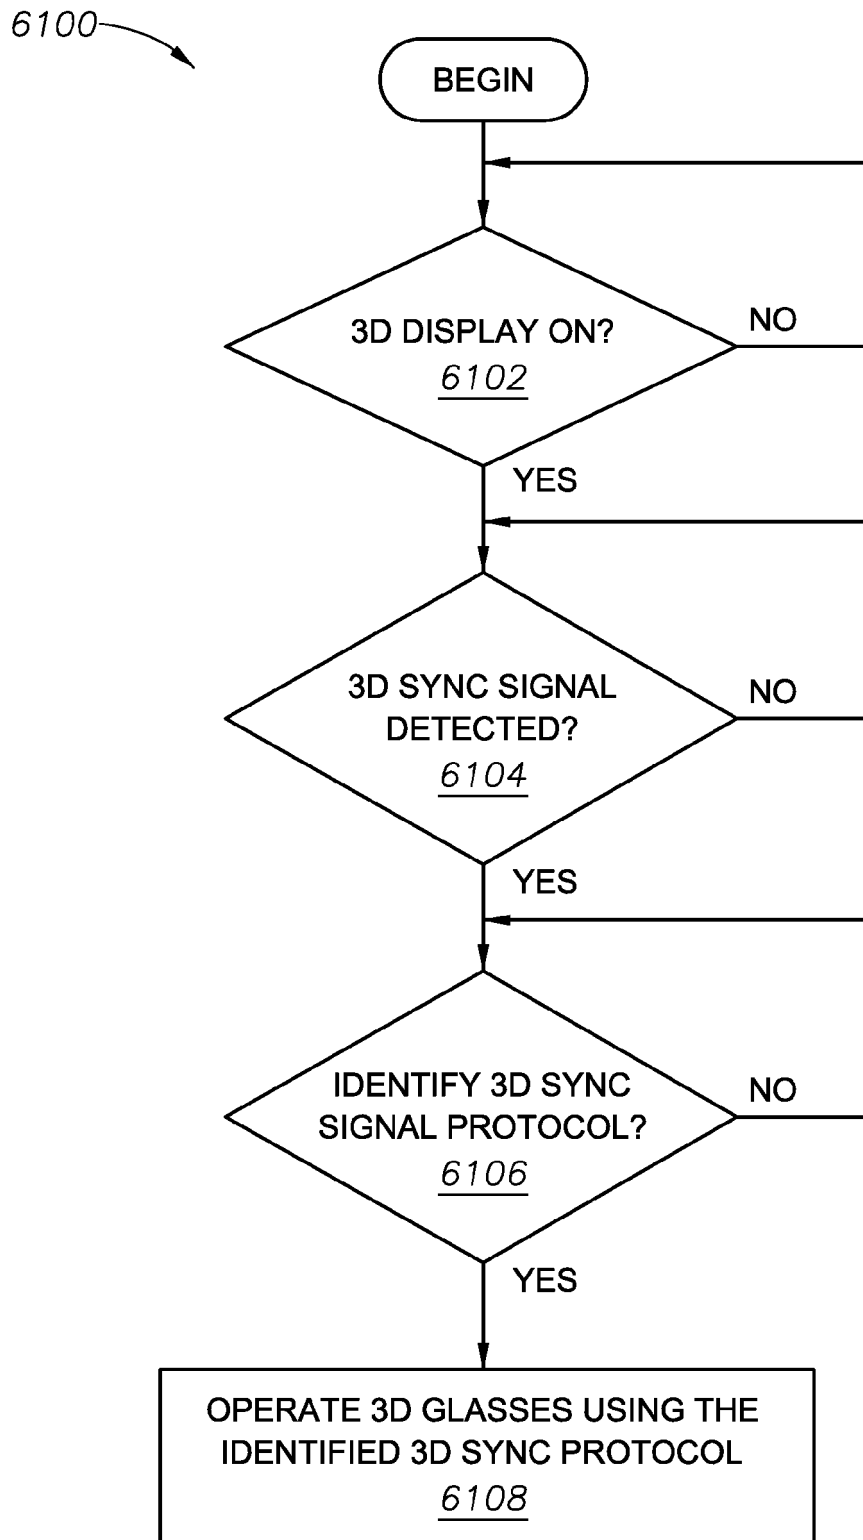 6100
BEGIN
3D DISPLAY ON?
NO
6102
YES
3D SYNC SIGNAL
NO
DETECTED?
6104
YES
IDENTIFY 3D SYNC
NO
SIGNAL PROTOCOL?
6106
YES
OPERATE 3D GLASSES USING THE
IDENTIFIED 3D SYNC PROTOCOL
6108